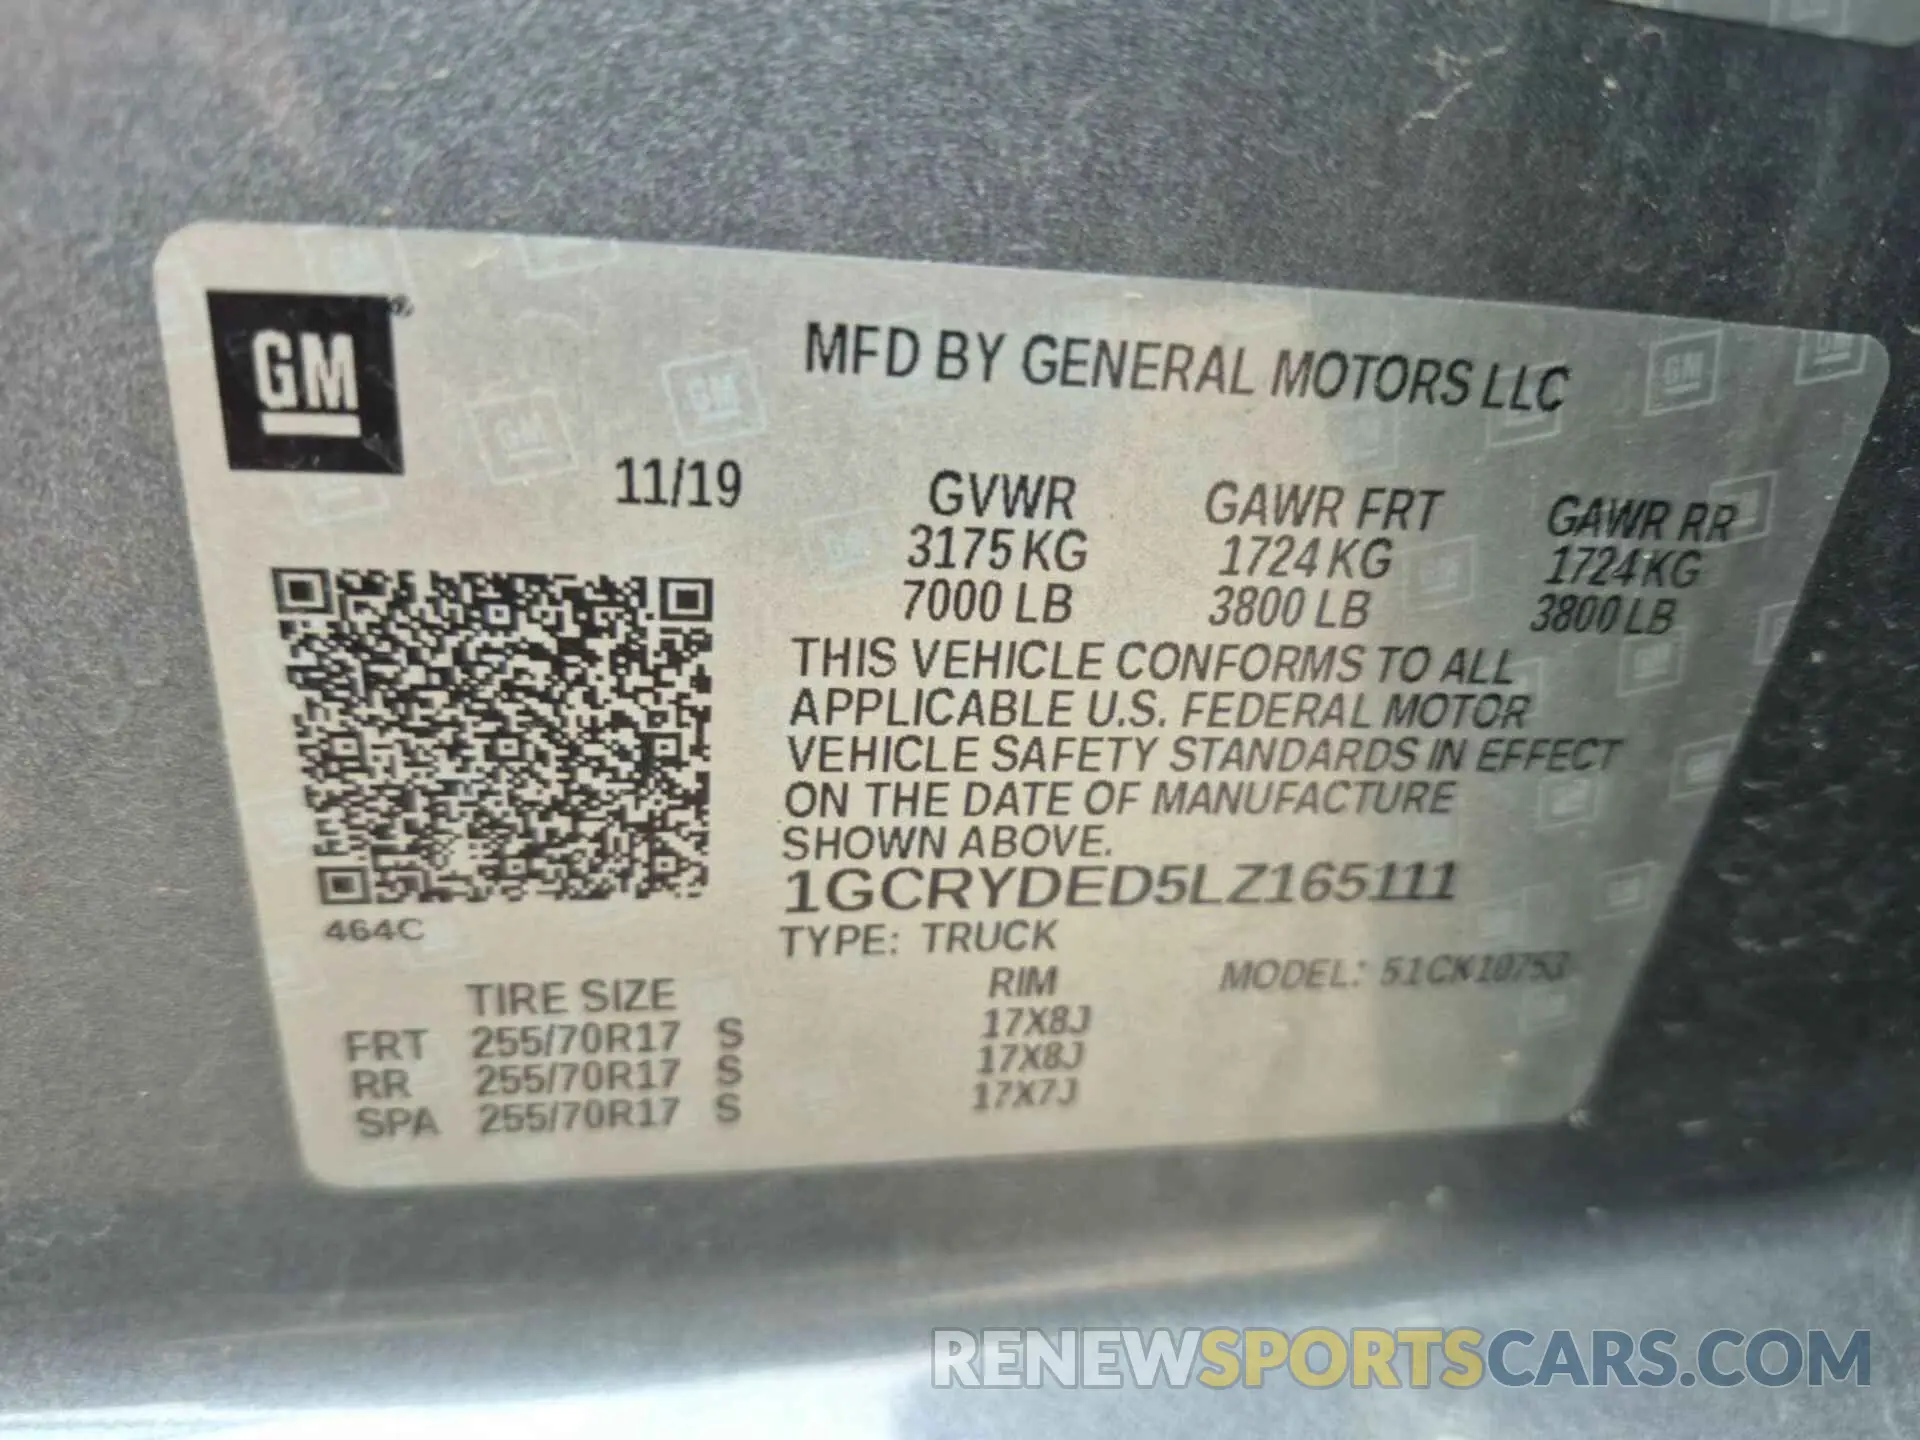 GM
MFD BY GENERAL MOTORS LLC
11/19 GVWR GAWR FRT GAWR RR
3175 KG 1724 KG 1724 KG
7000 LB 3800 LB 3800 LB
THIS VEHICLE CONFORMS TO ALL
APPLICABLE U.S. FEDERAL MOTOR
VEHICLE SAFETY STANDARDS IN EFFECT
ON THE DATE OF MANUFACTURE
SHOWN ABOVE.
1GCRYDED5LZ165111
464C
TYPE: TRUCK
MODEL: 51CK10753
TIRE SIZE RIM
FRT 255/70R17 S 17X8J
RR 255/70R17 S 17X8J
SPA 255/70R17 S 17X7J
RENEWSPORTSCARS.COM